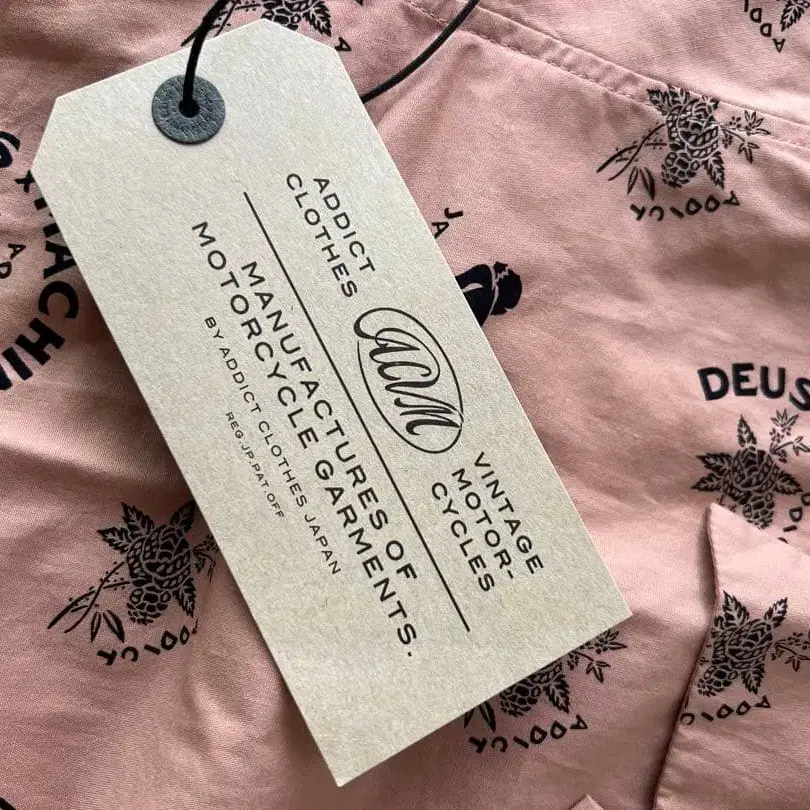 ADDICT
CLOTHES
ACVM
VINTAGE
MOTOR-
CYCLES
MANUFACTURES OF
MOTORCYCLE GARMENTS.
BY ADDICT CLOTHES JAPAN
REG.JP.PAT.OFF
DEUS
ADDICT
ADDICT
ADDICT
ADDICT